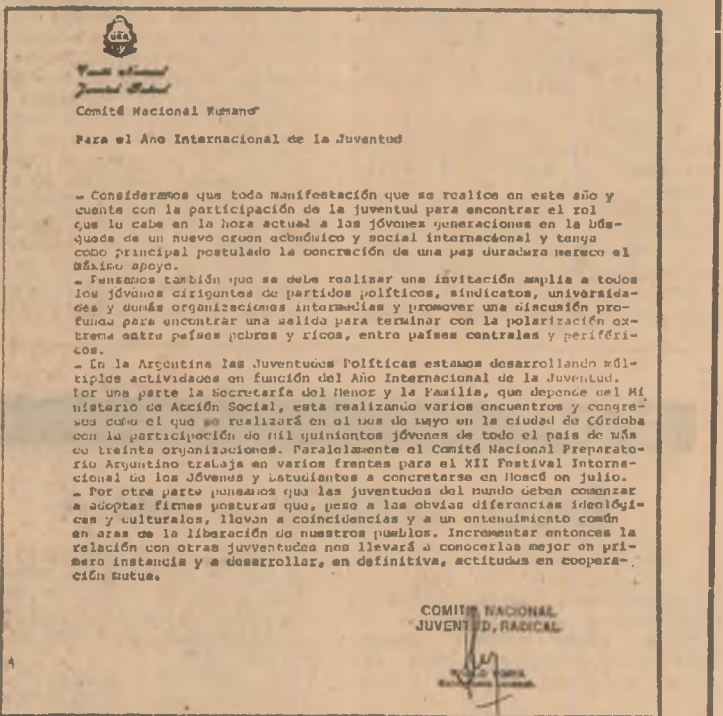 UCR
Comité Nacional
Juventud Radical
Comité Nacional Rumano
Para el Año Internacional de la Juventud
- Consideramos que toda manifestación que se realice en este año y
cuente con la participación de la juventud para encontrar el rol
que le cabe en la hora actual a las jóvenes generaciones en la bús-
queda de un nuevo orden económico y social internacional y tenga
como principal postulado la concreción de una paz duradera merece el
máximo apoyo.
- Pensamos también que se debe realizar una invitación amplia a todos
los jóvenes dirigentes de partidos políticos, sindicatos, universida-
des y demás organizaciones intermedias y promover una discusión pro-
funda para encontrar una salida para terminar con la polarización ex-
trema entre países pobres y ricos, entre países centrales y periféri-
cos.
- En la Argentina las Juventudes Políticas estamos desarrollando múl-
tiples actividades en función del Año Internacional de la Juventud.
Por una parte la Secretaría del Menor y la Familia, que depende del Mi
nisterio de Acción Social, esta realizando varios encuentros y congre-
sos como el que se realizará en el mes de mayo en la ciudad de Córdoba
con la participación de mil quinientos jóvenes de todo el país de más
de treinta organizaciones. Paralelamente el Comité Nacional Preparato-
rio Argentino trabaja en varios frentes para el XII Festival Interna-
cional de los Jóvenes y Estudiantes a concretarse en Moscú en julio.
- Por otra parte pensamos que las juventudes del mundo deben comenzar
a adoptar firmes posturas que, pese a las obvias diferencias ideológi-
cas y culturales, llevan a coincidencias y a un entenuimiento común
en aras de la liberación de nuestros pueblos. Incrementar entonces la
relación con otras juvventudes nos llevará a conocerlas mejor en pri-
mera instancia y a desarrollar, en definitiva, actitudes en coopera-
ción mutua.
COMITE NACIONAL
JUVENTUD RADICAL